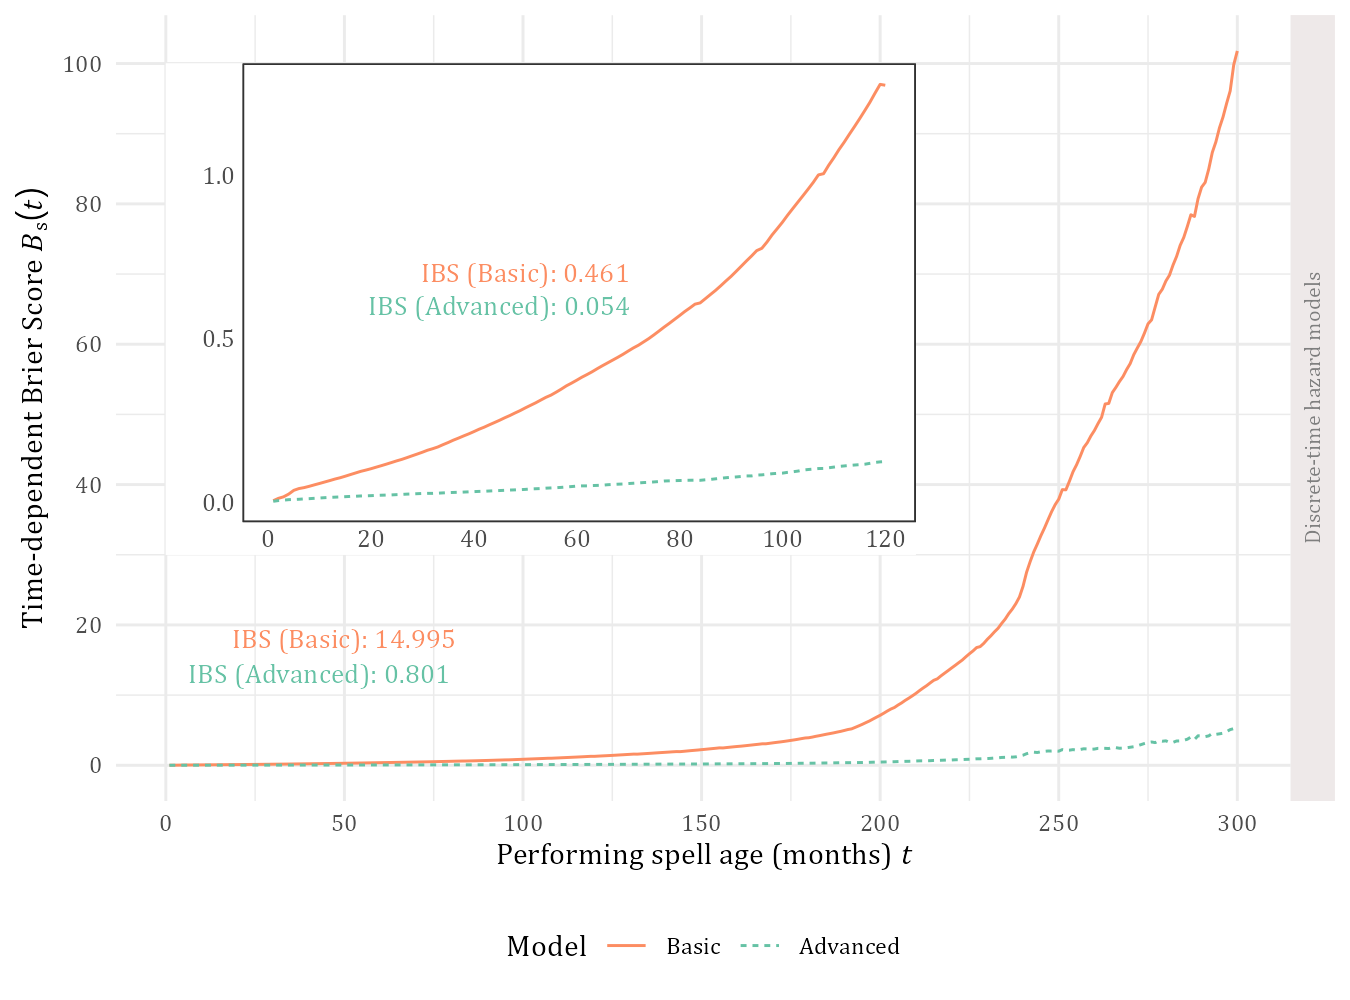 Time-dependent Brier Score Bs(t)
100
80
60
40
20
0
1.0
0.5
0.0
IBS (Basic): 0.461
IBS (Advanced): 0.054
0 20 40 60 80 100 120
IBS (Basic): 14.995
IBS (Advanced): 0.801
0 50 100 150 200 250 300
Performing spell age (months) t
Discrete-time hazard models
Model Basic Advanced